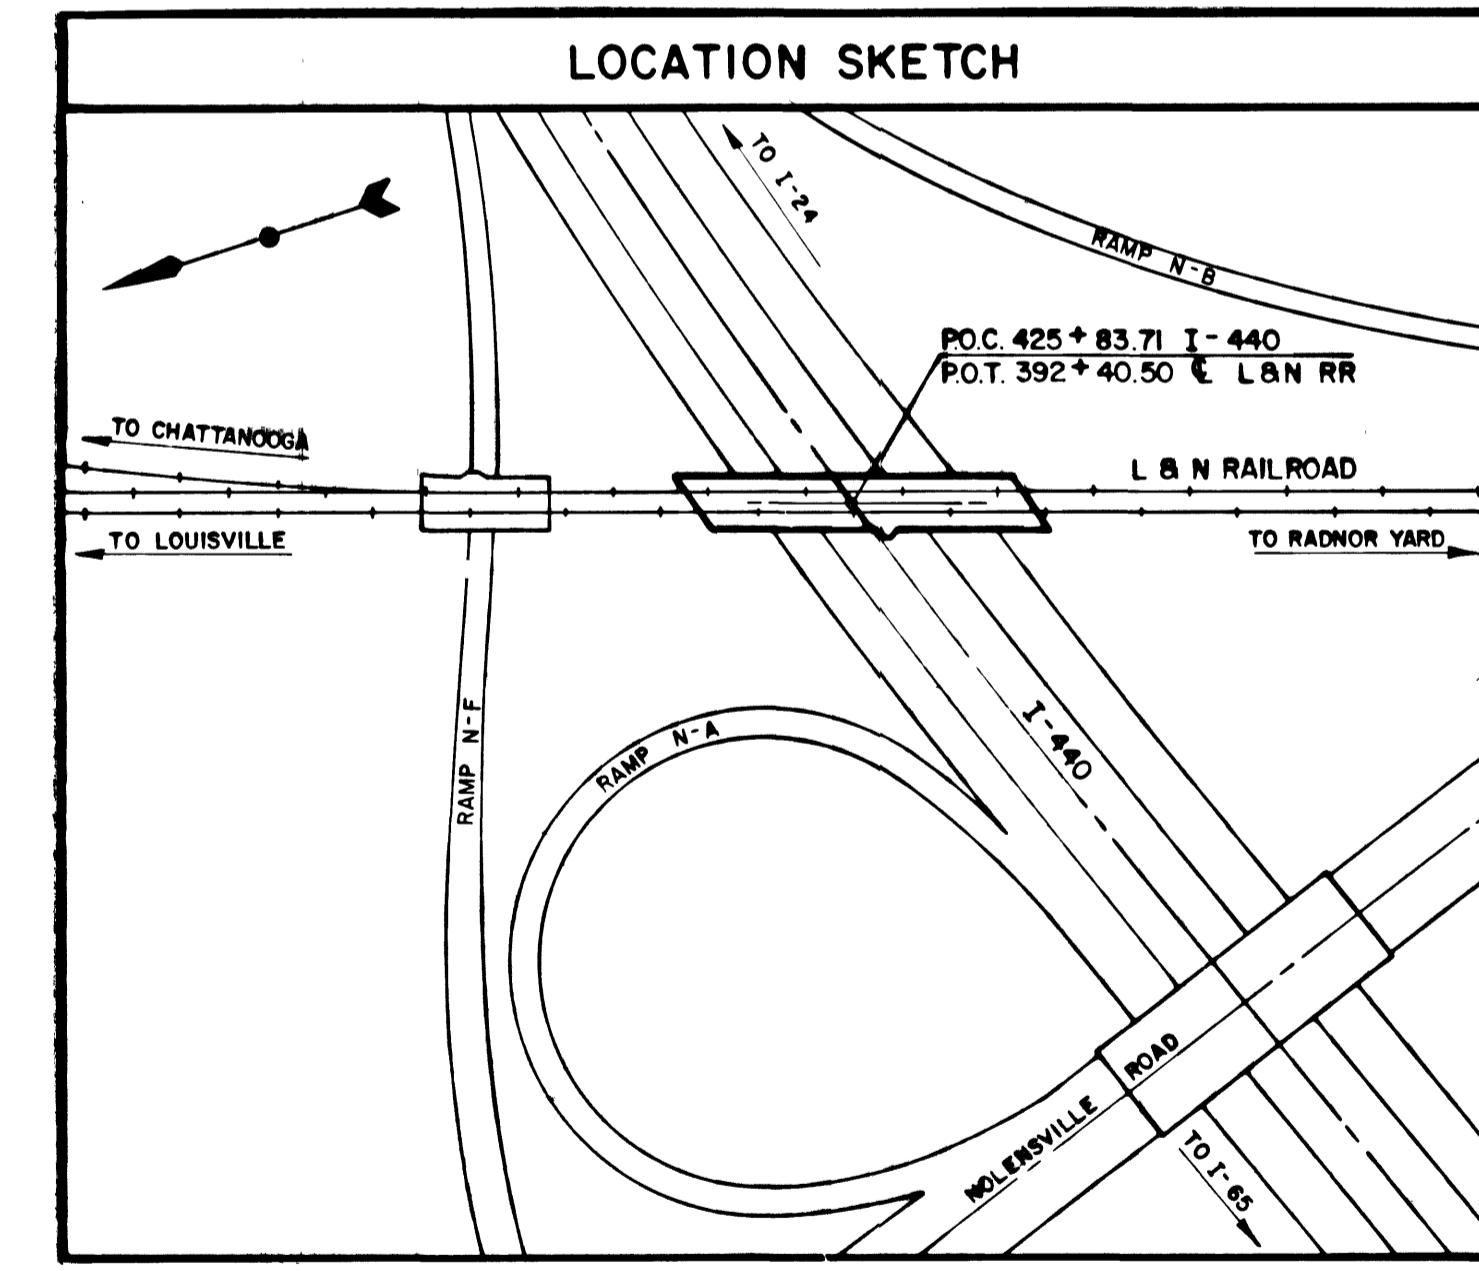 LOCATION SKETCH
TO I-24
RAMP N-B
P.O.C. 425+83.71 I-440
P.O.T. 392+40.50 ℄ L&N RR
TO CHATTANOOGA
L & N RAILROAD
TO LOUISVILLE
TO RADNOR YARD
RAMP N-F
RAMP N-A
I-440
NOLENSVILLE ROAD
TO I-65